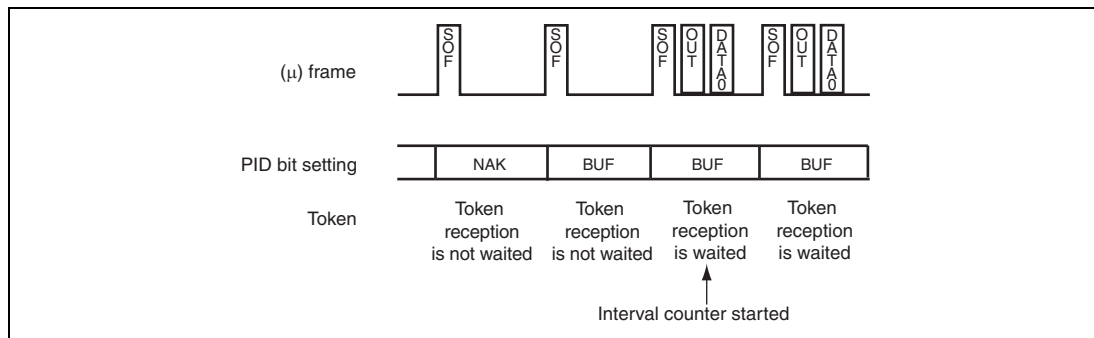 (μ) frame
SOF
SOF
SOF
OUT
DATA0
SOF
OUT
DATA0
PID bit setting
NAK
BUF
BUF
BUF
Token
Token
reception
is not waited
Token
reception
is not waited
Token
reception
is waited
Token
reception
is waited
Interval counter started